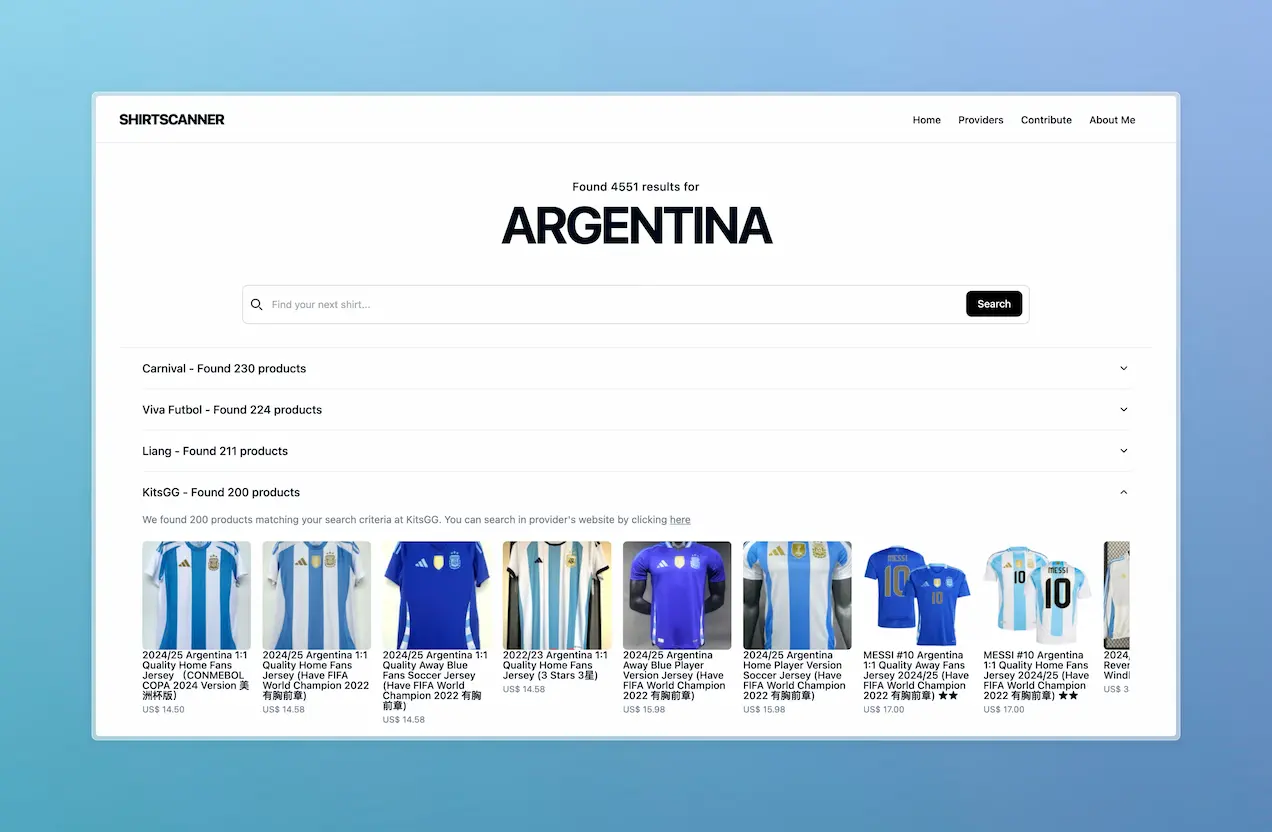 SHIRTSCANNER
Home Providers Contribute About Me
Found 4551 results for
ARGENTINA
Find your next shirt...
Search
Carnival - Found 230 products
Viva Futbol - Found 224 products
Liang - Found 211 products
KitsGG - Found 200 products
We found 200 products matching your search criteria at KitsGG. You can search in provider's website by clicking here
10
10
MESSI
10
MESSI
10
2024/25 Argentina 1:1
Quality Home Fans
Jersey （CONMEBOL
COPA 2024 Version 美
洲杯版）
US$ 14.50
2024/25 Argentina 1:1
Quality Home Fans
Jersey (Have FIFA
World Champion 2022
有胸前章)
US$ 14.58
2024/25 Argentina 1:1
Quality Away Blue
Fans Soccer Jersey
(Have FIFA World
Champion 2022 有胸
前章)
US$ 14.58
2022/23 Argentina 1:1
Quality Home Fans
Jersey (3 Stars 3星)
US$ 14.58
2024/25 Argentina
Away Blue Player
Version Jersey (Have
FIFA World Champion
2022 有胸前章)
US$ 15.98
2024/25 Argentina
Home Player Version
Soccer Jersey (Have
FIFA World Champion
2022 有胸前章)
US$ 15.98
MESSI #10 Argentina
1:1 Quality Away Fans
Jersey 2024/25 (Have
FIFA World Champion
2022 有胸前章) ★★
US$ 17.00
MESSI #10 Argentina
1:1 Quality Home Fans
Jersey 2024/25 (Have
FIFA World Champion
2022 有胸前章) ★★
US$ 17.00
2024,
Rever
Windl
US$ 3